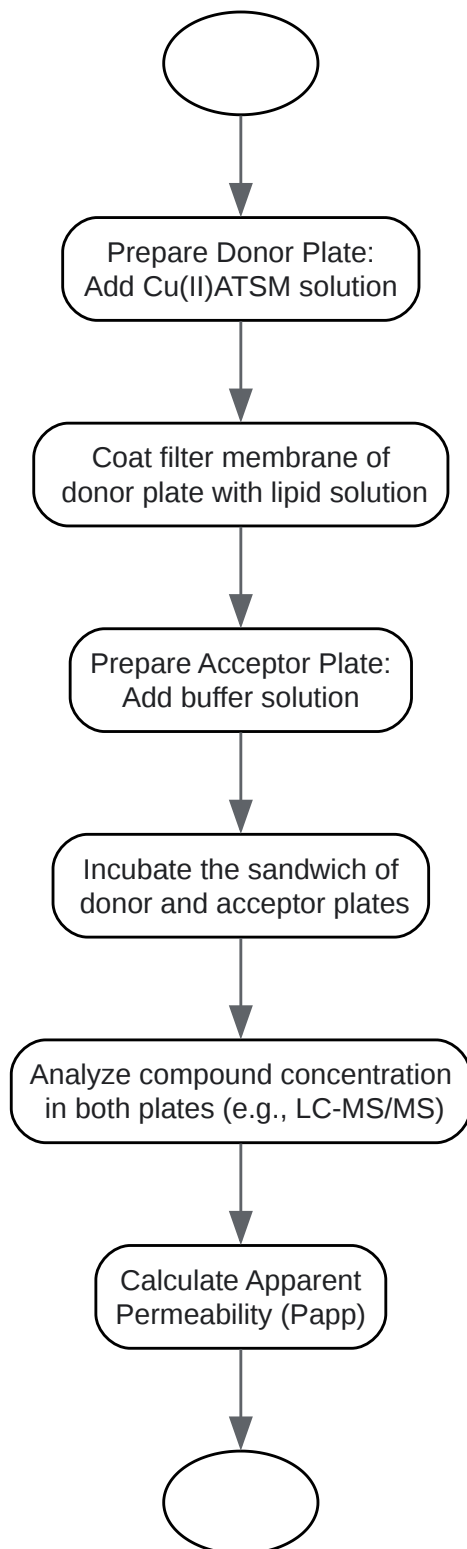 Prepare Donor Plate:
Add Cu(II)ATSM solution
Coat filter membrane of
donor plate with lipid solution
Prepare Acceptor Plate:
Add buffer solution
Incubate the sandwich of
donor and acceptor plates
Analyze compound concentration
in both plates (e.g., LC-MS/MS)
Calculate Apparent
Permeability (Papp)